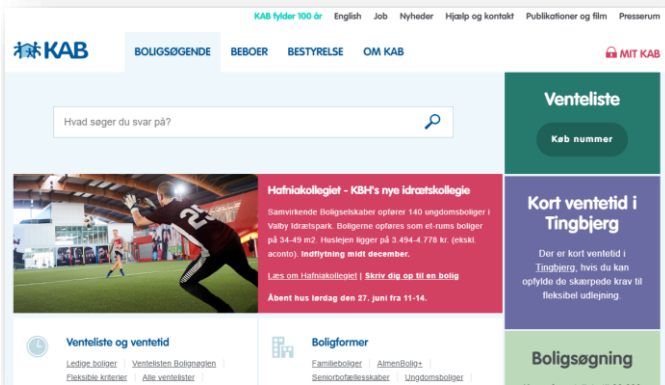 KAB fylder 100 år English Job Nyheder Hjælp og kontakt Publikationer og film Presserum
KAB BOLIGSØGENDE BEBOER BESTYRELSE OM KAB MIT KAB
Hvad søger du svar på?
Venteliste
Køb nummer
Hafniakollegiet - KBH's nye idrætskollegie
Samvirkende Boligselskaber opfører 140 ungdomsboliger i
Valby Idrætspark. Boligerne opføres som et-rums boliger
på 34-49 m2. Huslejen ligger på 3.494-4.778 kr. (ekskl.
aconto). Indflytning midt december.
Læs om Hafniakollegiet | Skriv dig op til en bolig
Åbent hus lørdag den 27. juni fra 11-14.
Kort ventetid i
Tingbjerg
Der er kort ventetid i
Tingbjerg, hvis du kan
opfylde de skærpede krav til
fleksibel udlejning.
Venteliste og ventetid
Ledige boliger | Ventelisten Bolignøglen |
Fleksible kriterier | Alle ventelister |
Boligformer
Familieboliger | AlmenBolig+ |
Seniorbofællesskaber | Ungdomsboliger |
Boligsøgning